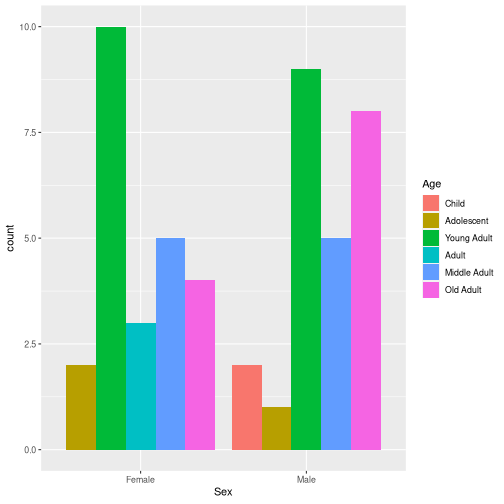 10.0
7.5
5.0
2.5
0.0
count
Female
Male
Sex
Age
Child
Adolescent
Young Adult
Adult
Middle Adult
Old Adult